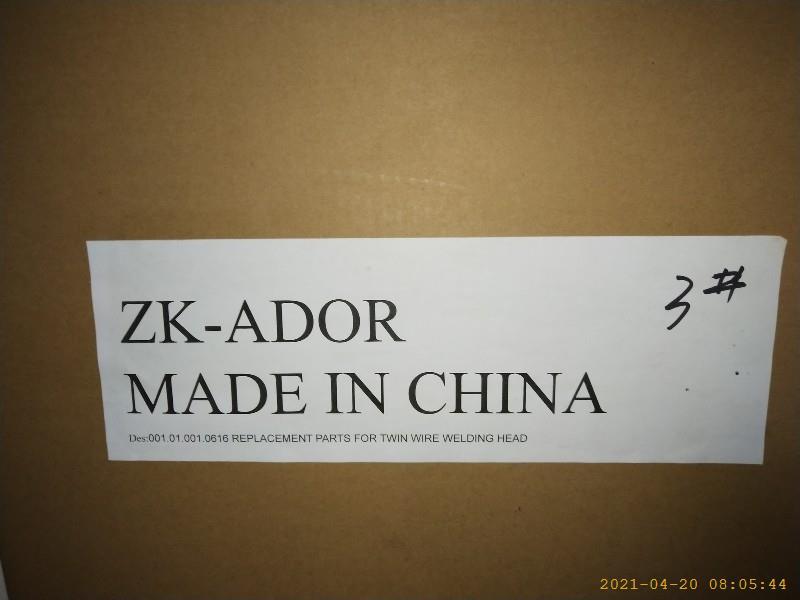 3#
ZK-ADOR
MADE IN CHINA
Des:001.01.001.0616 REPLACEMENT PARTS FOR TWIN WIRE WELDING HEAD
2021-04-20 08:05:44